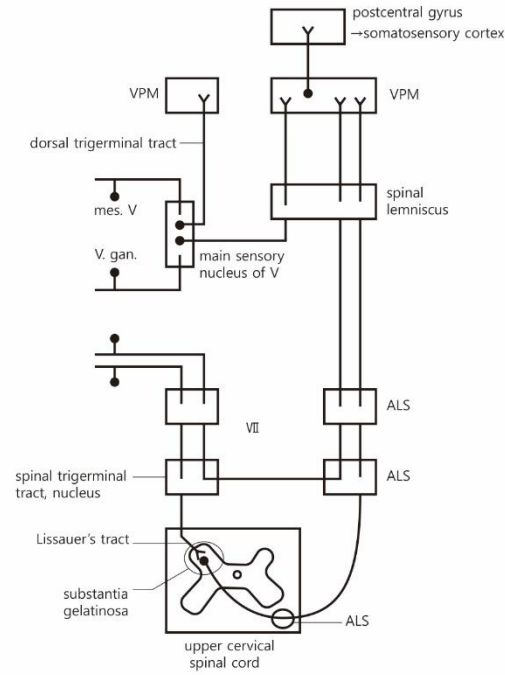 postcentral gyrus
→somatosensory cortex
VPM
VPM
dorsal trigerminal tract
spinal
lemniscus
mes. V
V. gan.
main sensory
nucleus of V
ALS
Ⅶ
spinal trigerminal
tract, nucleus
ALS
Lissauer's tract
substantia
gelatinosa
ALS
upper cervical
spinal cord